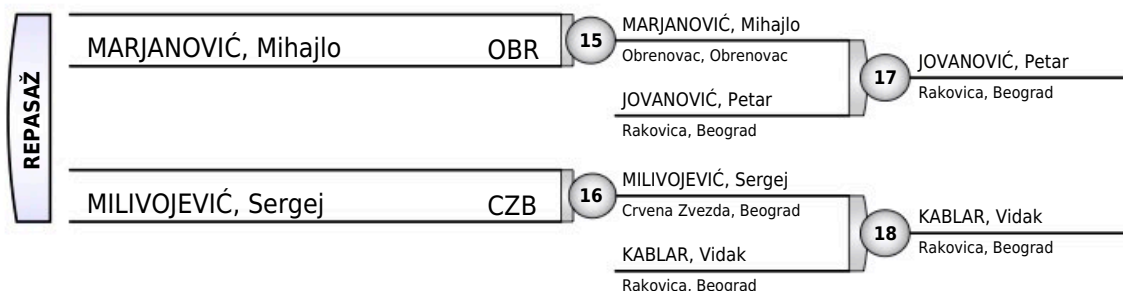 REPASAŽ
MARJANOVIĆ, Mihajlo OBR
15
MARJANOVIĆ, Mihajlo
Obrenovac, Obrenovac
JOVANOVIĆ, Petar
Rakovica, Beograd
17
JOVANOVIĆ, Petar
Rakovica, Beograd
MILIVOJEVIĆ, Sergej CZB
16
MILIVOJEVIĆ, Sergej
Crvena Zvezda, Beograd
KABLAR, Vidak
Rakovica, Beograd
18
KABLAR, Vidak
Rakovica, Beograd